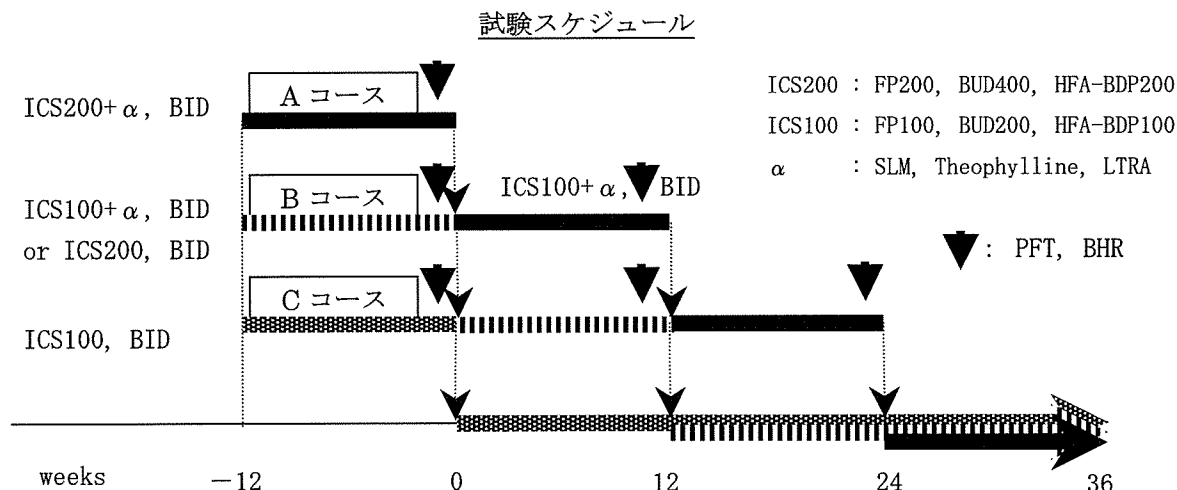 試験スケジュール
ICS200+α, BID
Aコース
ICS200 : FP200, BUD400, HFA-BDP200
ICS100 : FP100, BUD200, HFA-BDP100
α : SLM, Theophylline, LTRA
ICS100+α, BID
or ICS200, BID
Bコース
ICS100+α, BID
: PFT, BHR
Cコース
ICS100, BID
weeks −12 0 12 24 36